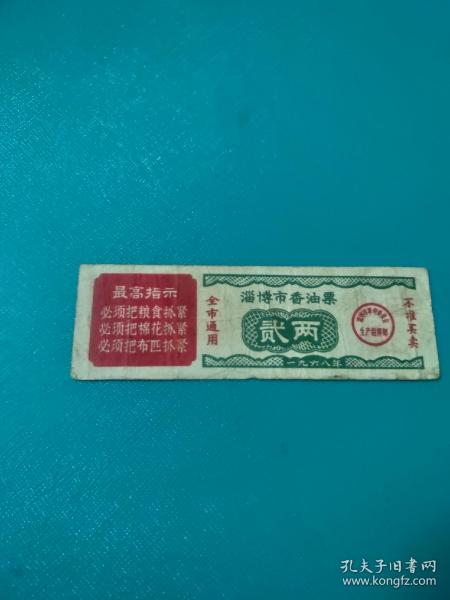 最高指示
必须把粮食抓紧
必须把棉花抓紧
必须把布匹抓紧
全市通用
淄博市香油票
贰两
一九六八年
不准买卖
孔夫子旧书网
www.kongfz.com